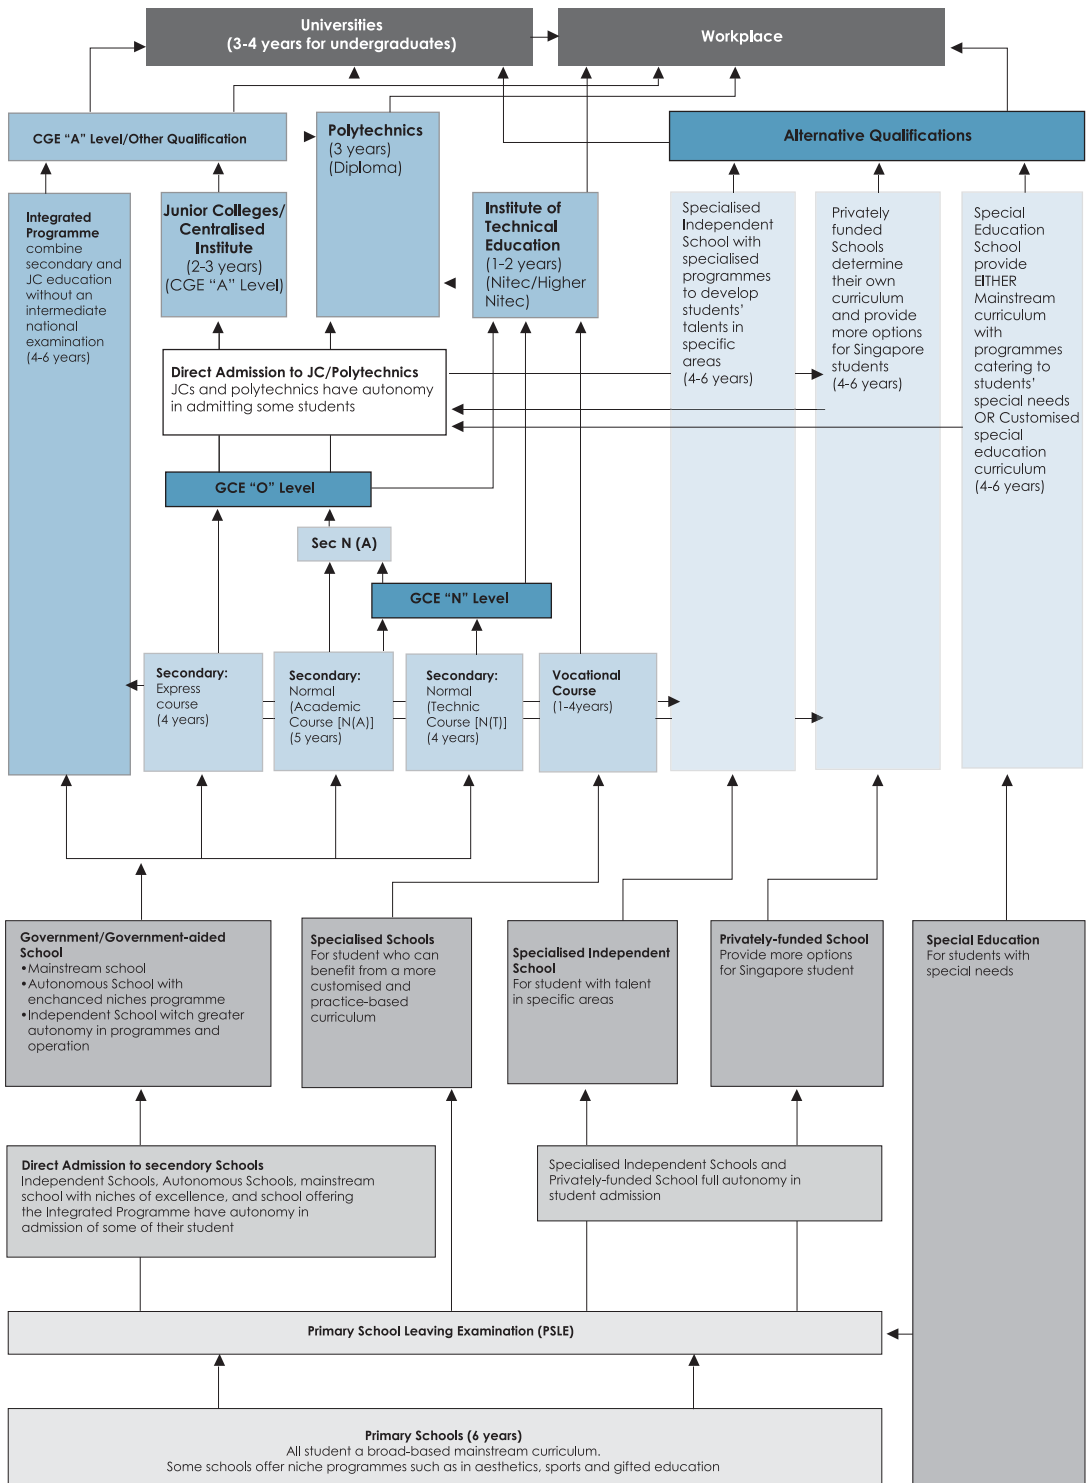 Universities
(3-4 years for undergraduates)
Workplace
CGE “A” Level/Other Qualification
Polytechnics
(3 years)
(Diploma)
Alternative Qualifications
Integrated
Programme
combine
secondary and
JC education
without an
intermediate
national
examination
(4-6 years)
Junior Colleges/
Centralised
Institute
(2-3 years)
(CGE “A” Level)
Institute of
Technical
Education
(1-2 years)
(Nitec/Higher
Nitec)
Specialised
Independent
School with
specialised
programmes
to develop
students’
talents in
specific
areas
(4-6 years)
Privately
funded
Schools
determine
their own
curriculum
and provide
more options
for Singapore
students
(4-6 years)
Special
Education
School
provide
EITHER
Mainstream
curriculum
with
programmes
catering to
students’
special needs
OR Customised
special
education
curriculum
(4-6 years)
Direct Admission to JC/Polytechnics
JCs and polytechnics have autonomy
in admitting some students
GCE “O” Level
Sec N (A)
GCE “N” Level
Secondary:
Express
course
(4 years)
Secondary:
Normal
(Academic
Course [N(A)]
(5 years)
Secondary:
Normal
(Technic
Course [N(T)]
(4 years)
Vocational
Course
(1-4years)
Government/Government-aided
School
•Mainstream school
•Autonomous School with
enchanced niches programme
•Independent School witch greater
autonomy in programmes and
operation
Specialised Schools
For student who can
benefit from a more
customised and
practice-based
curriculum
Specialised Independent
School
For student with talent
in specific areas
Privately-funded School
Provide more options
for Singapore student
Special Education
For students with
special needs
Direct Admission to secendory Schools
Independent Schools, Autonomous Schools, mainstream
school with niches of excellence, and school offering
the Integrated Programme have autonomy in
admission of some of their student
Specialised Independent Schools and
Privately-funded School full autonomy in
student admission
Primary School Leaving Examination (PSLE)
Primary Schools (6 years)
All student a broad-based mainstream curriculum.
Some schools offer niche programmes such as in aesthetics, sports and gifted education